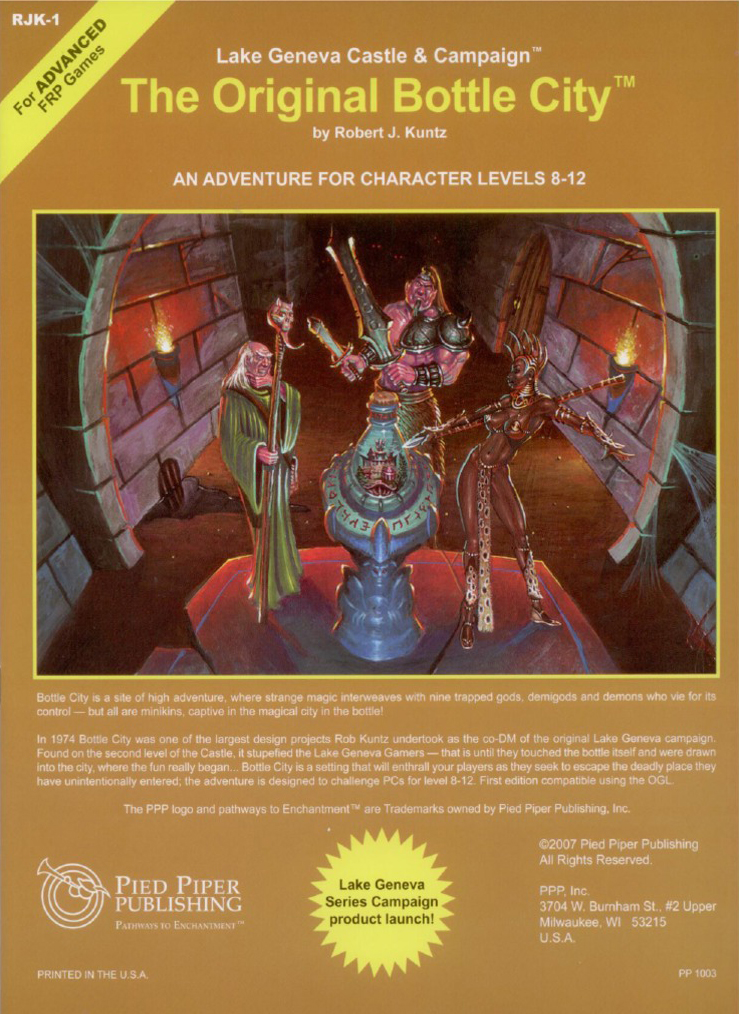 RJK-1
For ADVANCED
FRP Games
Lake Geneva Castle & Campaign™
The Original Bottle City™
by Robert J. Kuntz
AN ADVENTURE FOR CHARACTER LEVELS 8-12
Bottle City is a site of high adventure, where strange magic interweaves with nine trapped gods, demigods and demons who vie for its
control — but all are minikins, captive in the magical city in the bottle!
In 1974 Bottle City was one of the largest design projects Rob Kuntz undertook as the co-DM of the original Lake Geneva campaign.
Found on the second level of the Castle, it stupefied the Lake Geneva Gamers — that is until they touched the bottle itself and were drawn
into the city, where the fun really began... Bottle City is a setting that will enthrall your players as they seek to escape the deadly place they
have unintentionally entered; the adventure is designed to challenge PCs for level 8-12. First edition compatible using the OGL.
The PPP logo and pathways to Enchantment™ are Trademarks owned by Pied Piper Publishing, Inc.
PIED PIPER
PUBLISHING
PATHWAYS TO ENCHANTMENT™
Lake Geneva
Series Campaign
product launch!
©2007 Pied Piper Publishing
All Rights Reserved.
PPP, Inc.
3704 W. Burnham St., #2 Upper
Milwaukee, WI 53215
U.S.A.
PRINTED IN THE U.S.A.
PP 1003